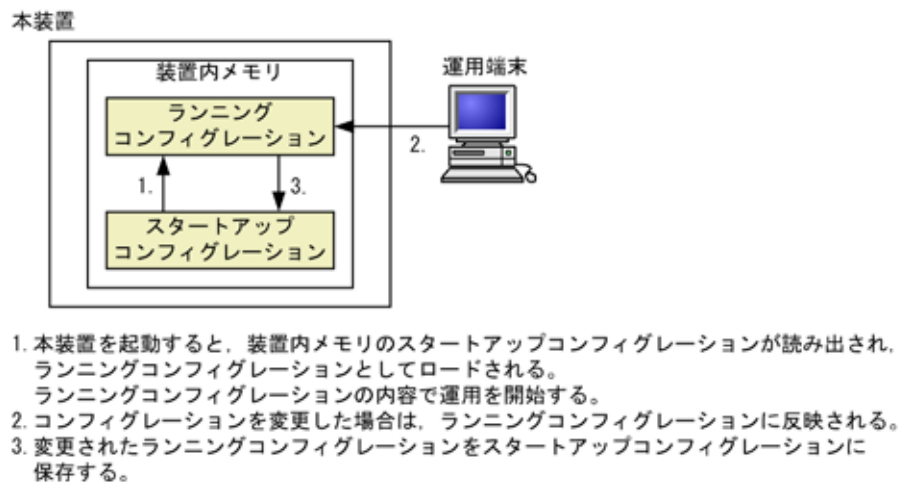 本装置
装置内メモリ
運用端末
ランニング
コンフィグレーション
2.
1.
3.
スタートアップ
コンフィグレーション
1. 本装置を起動すると，装置内メモリのスタートアップコンフィグレーションが読み出され，
ランニングコンフィグレーションとしてロードされる。
ランニングコンフィグレーションの内容で運用を開始する。
2. コンフィグレーションを変更した場合は，ランニングコンフィグレーションに反映される。
3. 変更されたランニングコンフィグレーションをスタートアップコンフィグレーションに
保存する。